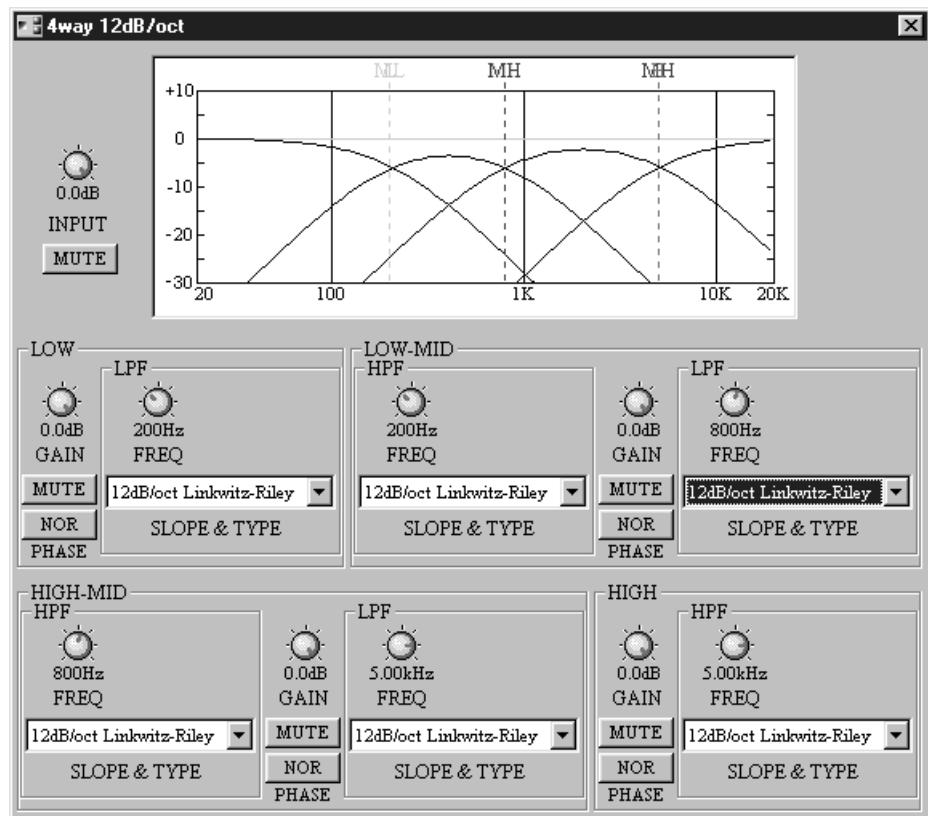 4way 12dB/oct
MH
+10
0
-10
-20
-30
20 100 1K 10K 20K
0.0dB
INPUT
MUTE
LOW
LPF
0.0dB 200Hz
GAIN FREQ
MUTE 12dB/oct Linkwitz-Riley
NOR SLOPE & TYPE
PHASE
LOW-MID
HPF LPF
200Hz 0.0dB 800Hz
FREQ GAIN FREQ
12dB/oct Linkwitz-Riley MUTE 12dB/oct Linkwitz-Riley
SLOPE & TYPE NOR SLOPE & TYPE
PHASE
HIGH-MID
HPF LPF
800Hz 0.0dB 5.00kHz
FREQ GAIN FREQ
12dB/oct Linkwitz-Riley MUTE 12dB/oct Linkwitz-Riley
SLOPE & TYPE NOR SLOPE & TYPE
PHASE
HIGH
HPF
0.0dB 5.00kHz
GAIN FREQ
MUTE 12dB/oct Linkwitz-Riley
NOR SLOPE & TYPE
PHASE